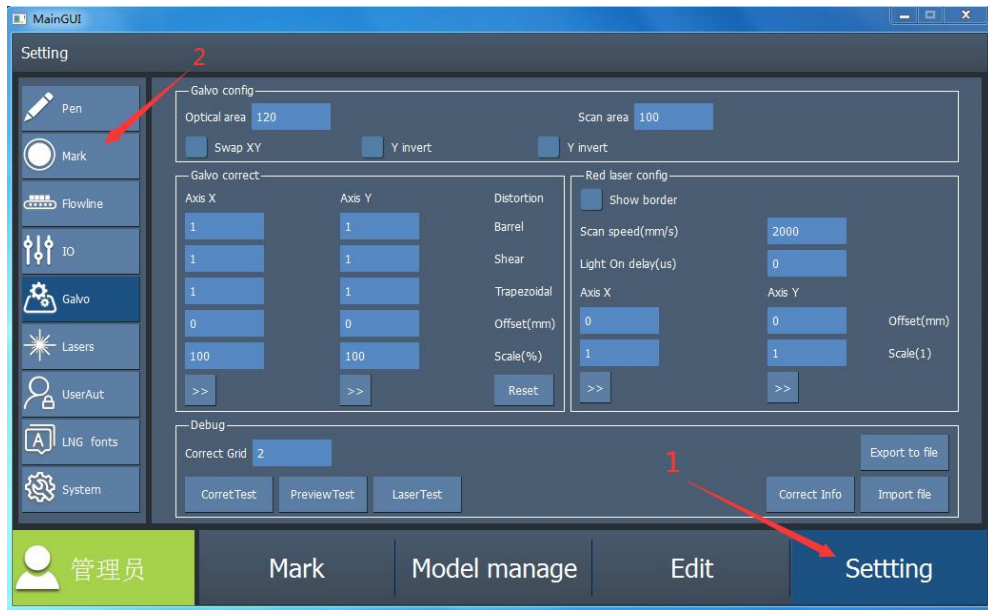 MainGUI
Setting
2
Pen
Mark
Flowline
IO
Galvo
Lasers
UserAut
LNG fonts
System
Galvo config
Optical area 120 Scan area 100
Swap XY Y invert Y invert
Galvo correct
Axis X Axis Y Distortion
1 1 Barrel
1 1 Shear
1 1 Trapezoidal
0 0 Offset(mm)
100 100 Scale(%)
>> >> Reset
Red laser config
Show border
Scan speed(mm/s) 2000
Light On delay(us) 0
Axis X Axis Y
0 0 Offset(mm)
1 1 Scale(1)
>> >>
Debug
Correct Grid 2 Export to file
1
CorretTest PreviewTest LaserTest Correct Info Import file
管理员 Mark Model manage Edit Settting